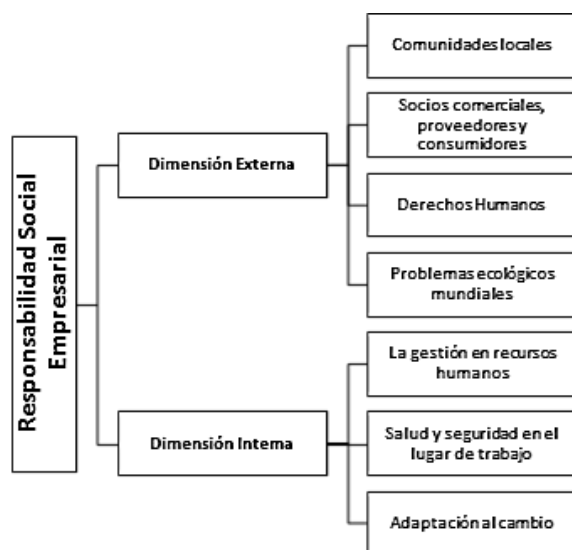 Responsabilidad Social
Empresarial
Dimensión Externa
Comunidades locales
Socios comerciales,
proveedores y
consumidores
Derechos Humanos
Problemas ecológicos
mundiales
Dimensión Interna
La gestión en recursos
humanos
Salud y seguridad en el
lugar de trabajo
Adaptación al cambio